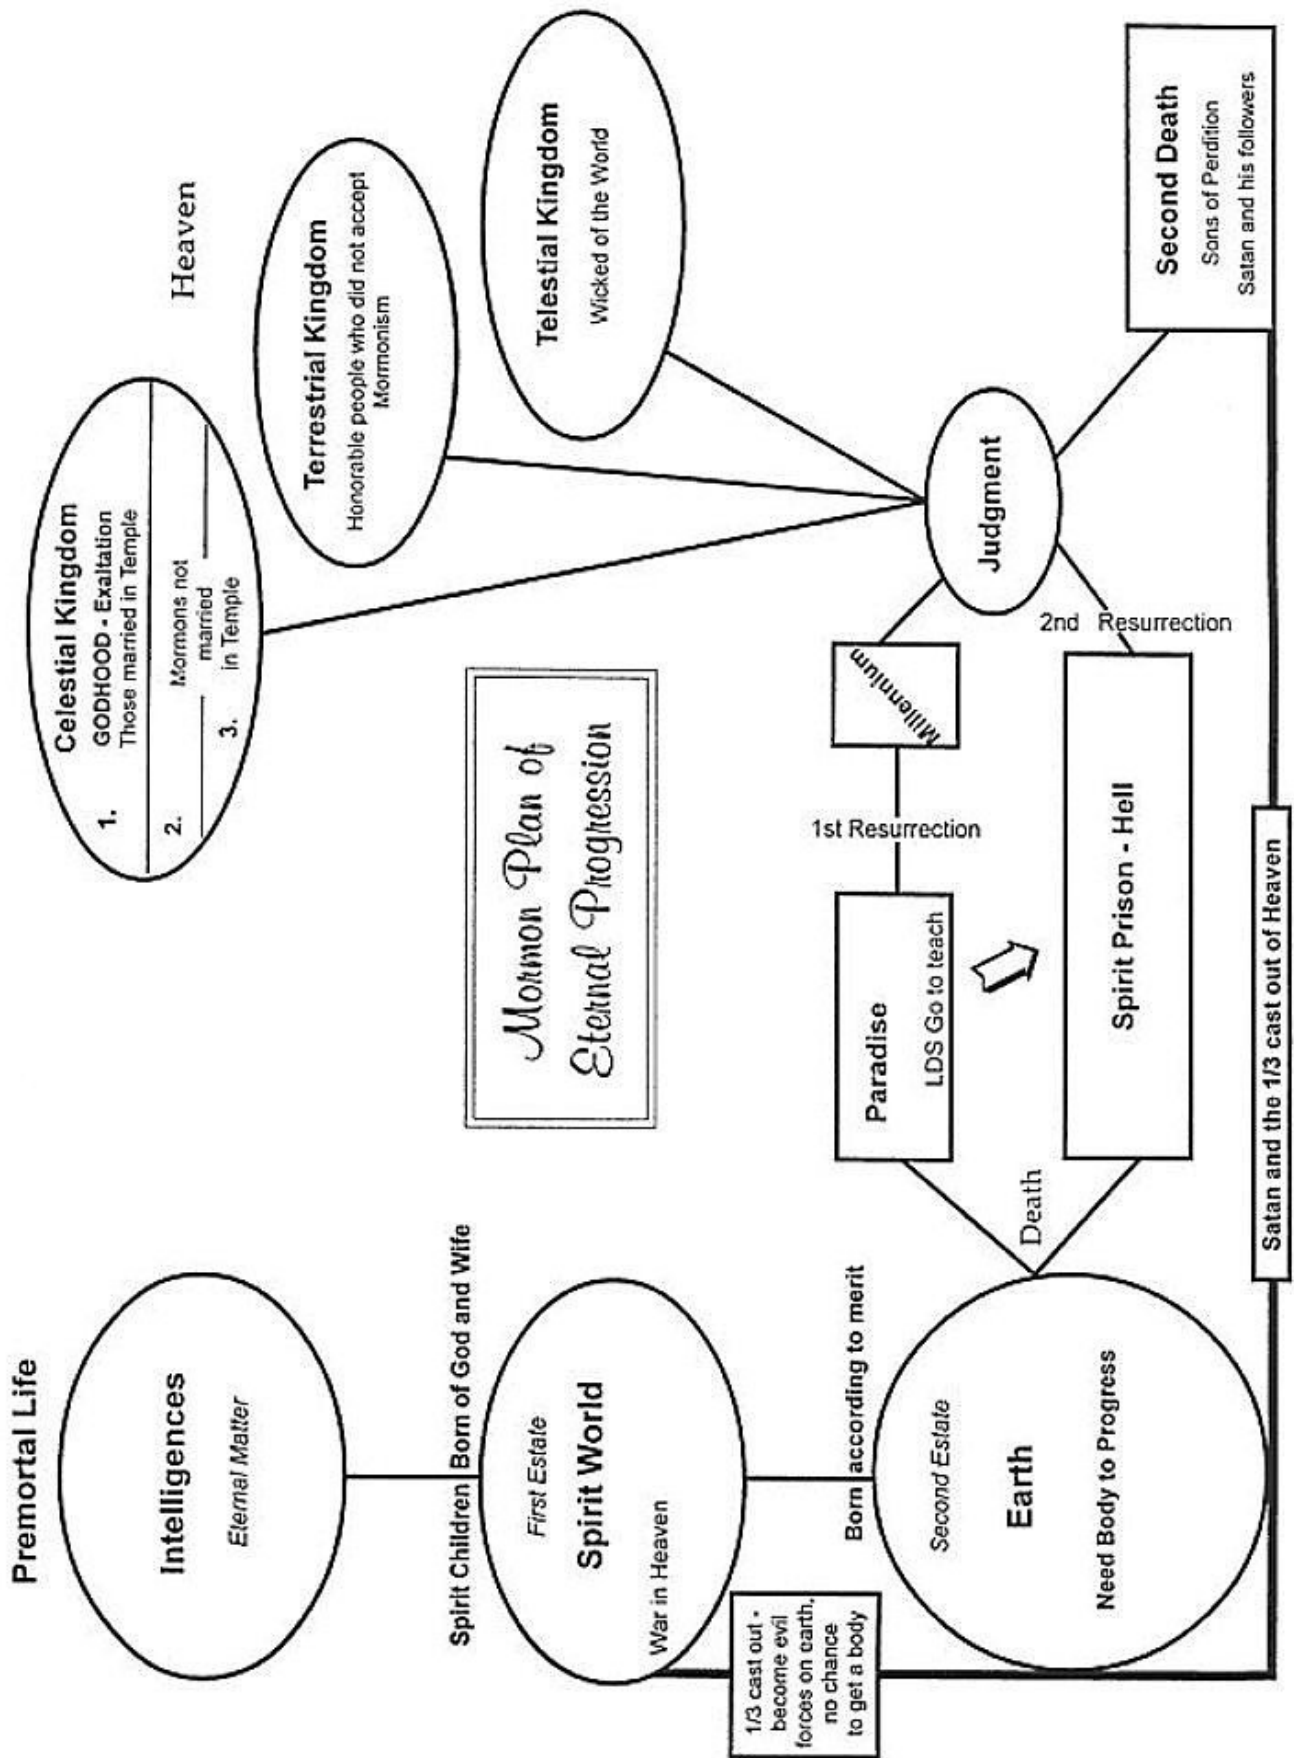 Premortal Life
Intelligences
Eternal Matter
Spirit Children Born of God and Wife
First Estate
Spirit World
War in Heaven
1/3 cast out -
become evil
forces on earth,
no chance
to get a body
Born according to merit
Second Estate
Earth
Need Body to Progress
Death
Mormon Plan of
Eternal Progression
Paradise
LDS Go to teach
1st Resurrection
Millennium
Spirit Prison - Hell
2nd Resurrection
Judgment
Heaven
Celestial Kingdom
1. GODHOOD - Exaltation
Those married in Temple
2. Mormons not
married
3. in Temple
Terrestrial Kingdom
Honorable people who did not accept
Mormonism
Telestial Kingdom
Wicked of the World
Second Death
Sons of Perdition
Satan and his followers
Satan and the 1/3 cast out of Heaven